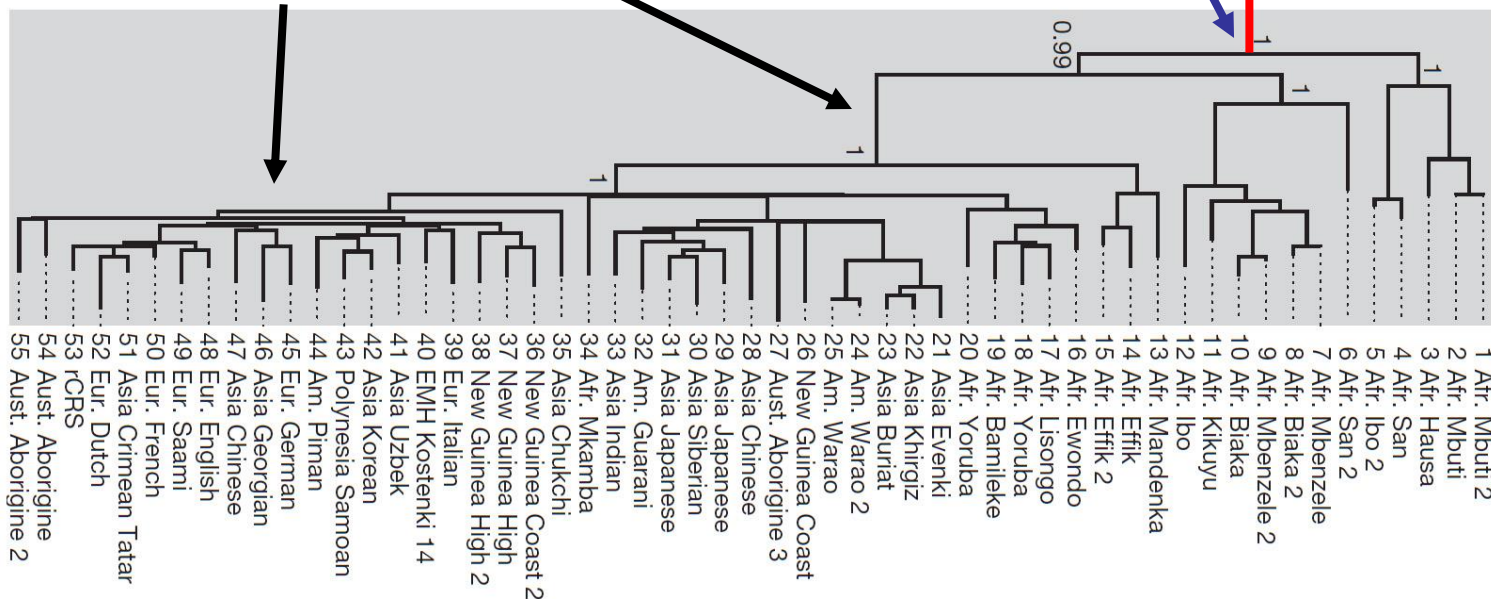 1
0.99
1
1
1
1
55 Aust. Aborigine 2
54 Aust. Aborigine
53 rCRS
52 Eur. Dutch
51 Asia Crimean Tatar
50 Eur. French
49 Eur. Saami
48 Eur. English
47 Asia Chinese
46 Asia Georgian
45 Eur. German
44 Am. Piman
43 Polynesia Samoan
42 Asia Korean
41 Asia Uzbek
40 EMH Kostenki 14
39 Eur. Italian
38 New Guinea High 2
37 New Guinea High
36 New Guinea Coast 2
35 Asia Chukchi
34 Afr. Mkamba
33 Asia Indian
32 Am. Guarani
31 Asia Japanese
30 Asia Siberian
29 Asia Japanese
28 Asia Chinese
27 Aust. Aborigine 3
26 New Guinea Coast
25 Am. Warao
24 Am. Warao 2
23 Asia Buriat
22 Asia Khirgiz
21 Asia Evenki
20 Afr. Yoruba
19 Afr. Bamileke
18 Afr. Yoruba
17 Afr. Lisongo
16 Afr. Ewondo
15 Afr. Effik 2
14 Afr. Effik
13 Afr. Mandenka
12 Afr. Ibo
11 Afr. Kikuyu
10 Afr. Biaka
9 Afr. Mbenzele 2
8 Afr. Biaka 2
7 Afr. Mbenzele
6 Afr. San 2
5 Afr. Ibo 2
4 Afr. San
3 Afr. Hausa
2 Afr. Mbuti
1 Afr. Mbuti 2